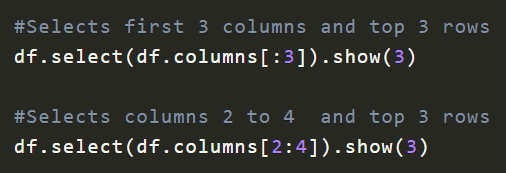 #Selects first 3 columns and top 3 rows
df.select(df.columns[:3]).show(3)
#Selects columns 2 to 4  and top 3 rows
df.select(df.columns[2:4]).show(3)